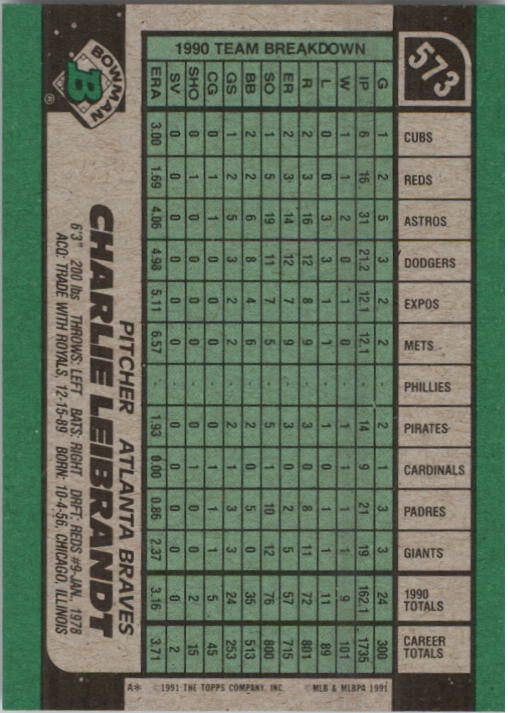 573
BOWMAN
B
®
1990 TEAM BREAKDOWN
G IP W L R ER SO BB GS CG SHO SV ERA
CUBS 1 6 1 0 2 2 1 2 1 0 0 0 3.00
REDS 2 16 1 0 3 3 5 2 2 1 1 0 1.69
ASTROS 5 31 2 3 16 14 19 6 5 1 0 0 4.06
DODGERS 3 21.2 0 3 12 12 11 8 3 0 0 0 4.98
EXPOS 2 12.1 1 1 8 7 7 4 2 0 0 0 5.11
METS 2 12.1 0 1 9 9 5 6 2 0 0 0 6.57
PHILLIES - - - - - - - - - - - - -
PIRATES 2 14 1 1 3 3 5 2 2 0 0 0 1.93
CARDINALS 1 9 1 0 0 0 1 0 1 1 1 0 0.00
PADRES 3 21 1 1 8 2 10 5 3 1 0 0 0.86
GIANTS 3 19 1 1 11 5 12 0 3 1 0 0 2.37
1990 TOTALS 24 162.1 9 11 72 57 76 35 24 5 2 0 3.16
CAREER TOTALS 300 1735 101 89 801 715 800 513 253 45 15 2 3.71
PITCHER ATLANTA BRAVES
CHARLIE LEIBRANDT
6'3" 200 lbs THROWS: LEFT BATS: RIGHT DRFT: REDS #9-JAN., 1978
ACQ: TRADE WITH ROYALS, 12-15-89 BORN: 10-4-56, CHICAGO, ILLINOIS
A* ©1991 THE TOPPS COMPANY, INC. ©MLB & MLBPA 1991